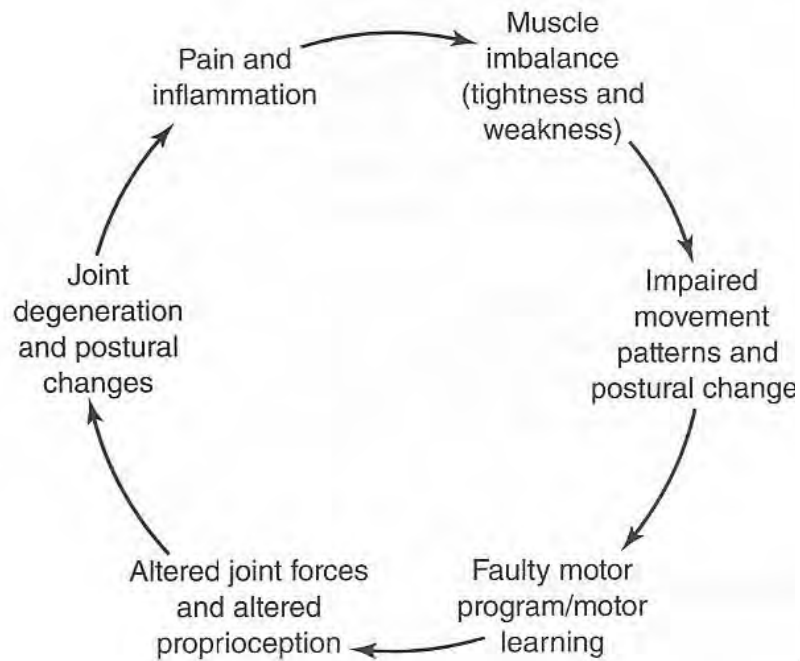 Pain and
inflammation
Muscle
imbalance
(tightness and
weakness)
Impaired
movement
patterns and
postural change
Faulty motor
program/motor
learning
Altered joint forces
and altered
proprioception
Joint
degeneration
and postural
changes